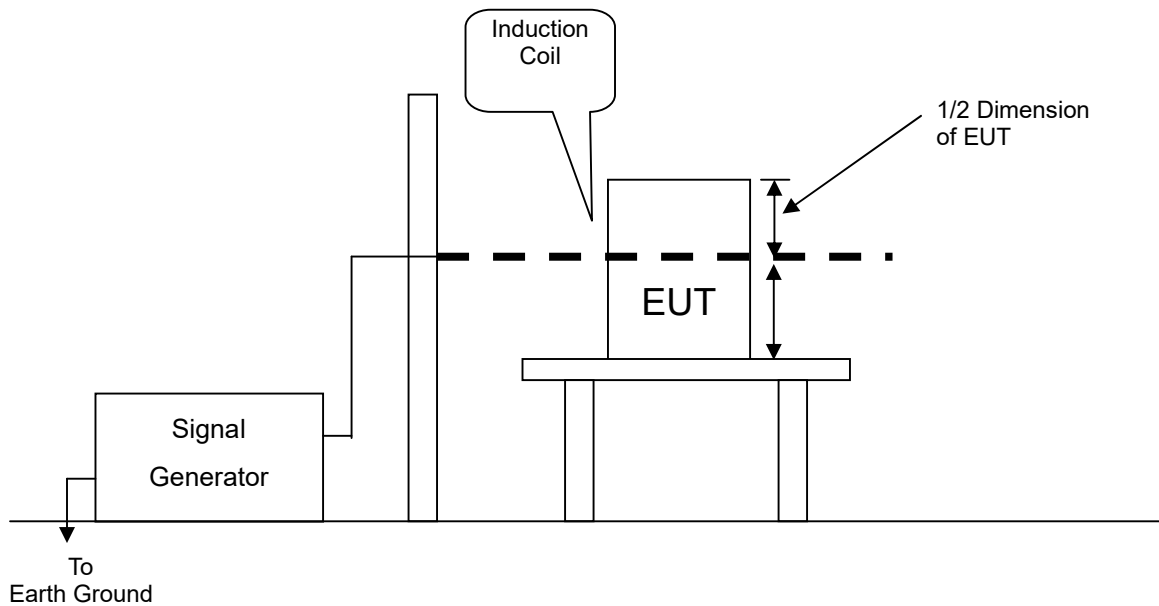 Induction
Coil
1/2 Dimension
of EUT
EUT
Signal
Generator
To
Earth Ground